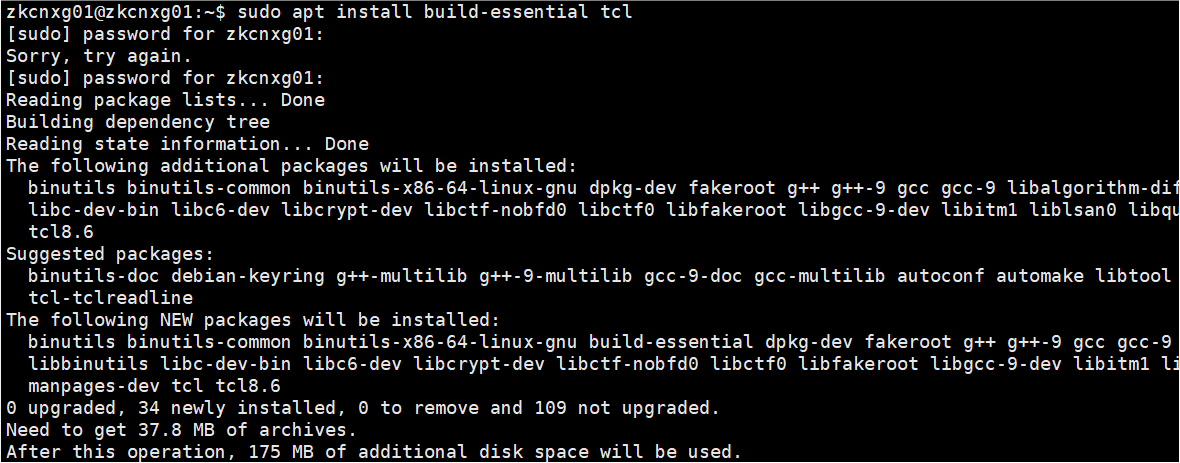 zkcnxg01@zkcnxg01:~$ sudo apt install build-essential tcl
[sudo] password for zkcnxg01:
Sorry, try again.
[sudo] password for zkcnxg01:
Reading package lists... Done
Building dependency tree
Reading state information... Done
The following additional packages will be installed:
binutils binutils-common binutils-x86-64-linux-gnu dpkg-dev fakeroot g++ g++-9 gcc gcc-9 libalgorithm-dif
libc-dev-bin libc6-dev libcrypt-dev libctf-nobfd0 libctf0 libfakeroot libgcc-9-dev libitm1 liblsan0 libqu
tcl8.6
Suggested packages:
binutils-doc debian-keyring g++-multilib g++-9-multilib gcc-9-doc gcc-multilib autoconf automake libtool
tcl-tclreadline
The following NEW packages will be installed:
binutils binutils-common binutils-x86-64-linux-gnu build-essential dpkg-dev fakeroot g++ g++-9 gcc gcc-9
libbinutils libc-dev-bin libc6-dev libcrypt-dev libctf-nobfd0 libctf0 libfakeroot libgcc-9-dev libitm1 li
manpages-dev tcl tcl8.6
0 upgraded, 34 newly installed, 0 to remove and 109 not upgraded.
Need to get 37.8 MB of archives.
After this operation, 175 MB of additional disk space will be used.